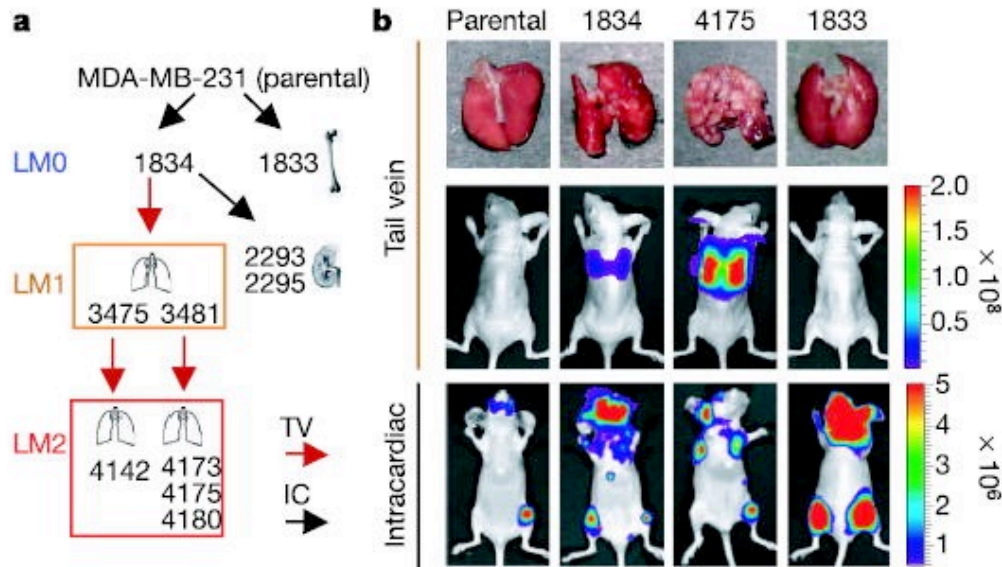 a
MDA-MB-231 (parental)
LM0
1834
1833
LM1
2293
2295
3475 3481
LM2
4142
4173
4175
4180
TV
IC
b
Parental 1834 4175 1833
Tail vein
2.0
1.5
1.0
0.5
× 10⁸
Intracardiac
5
4
3
2
1
× 10⁶